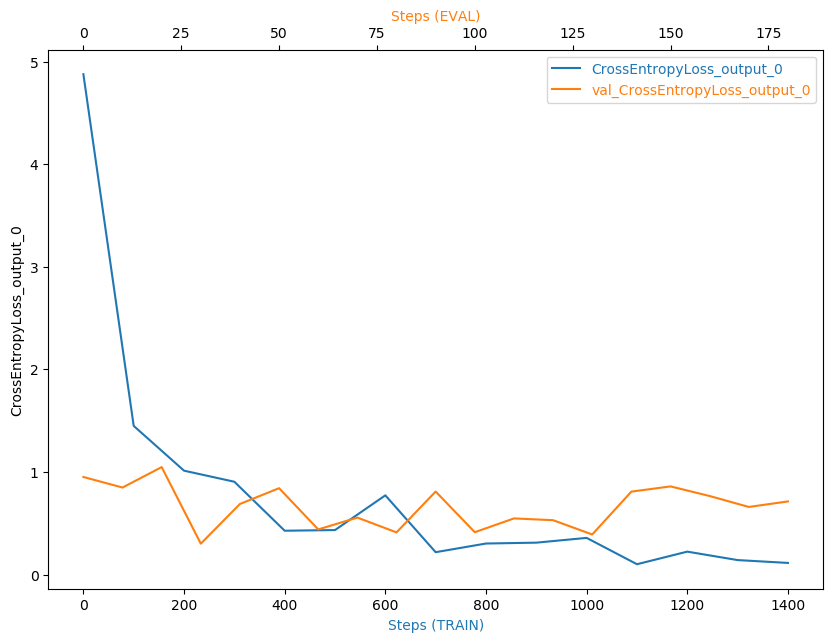 Steps (EVAL)
0 25 50 75 100 125 150 175
CrossEntropyLoss_output_0
val_CrossEntropyLoss_output_0
CrossEntropyLoss_output_0
5
4
3
2
1
0
0 200 400 600 800 1000 1200 1400
Steps (TRAIN)